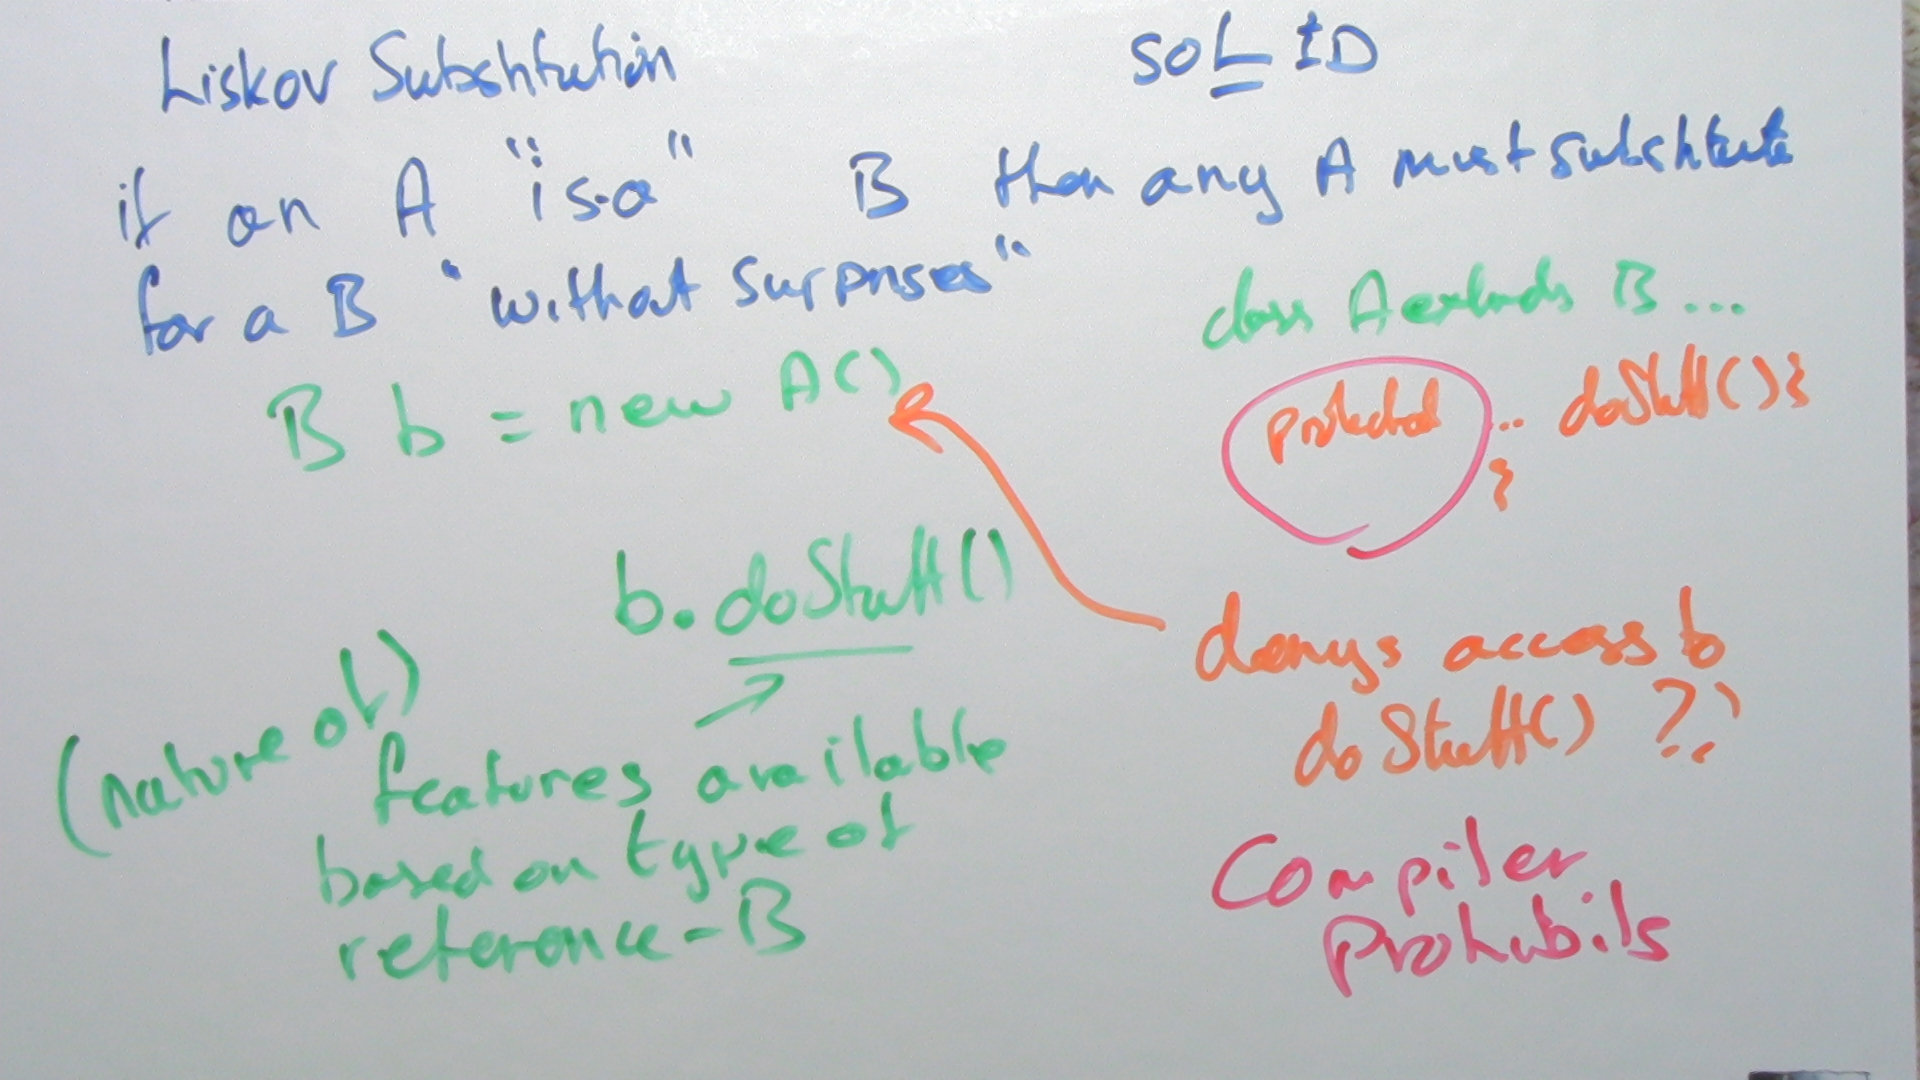 Liskov Substitution
SOLID
if an A "is-a" B then any A must substitute
for a B "without surprises"
class A extends B ...
B b = new A()
protected ... doStuff() {
}
b.doStuff()
denys access to
doStuff() ??
(nature of)
features available
based on type of
reference - B
Compiler
Prohibits